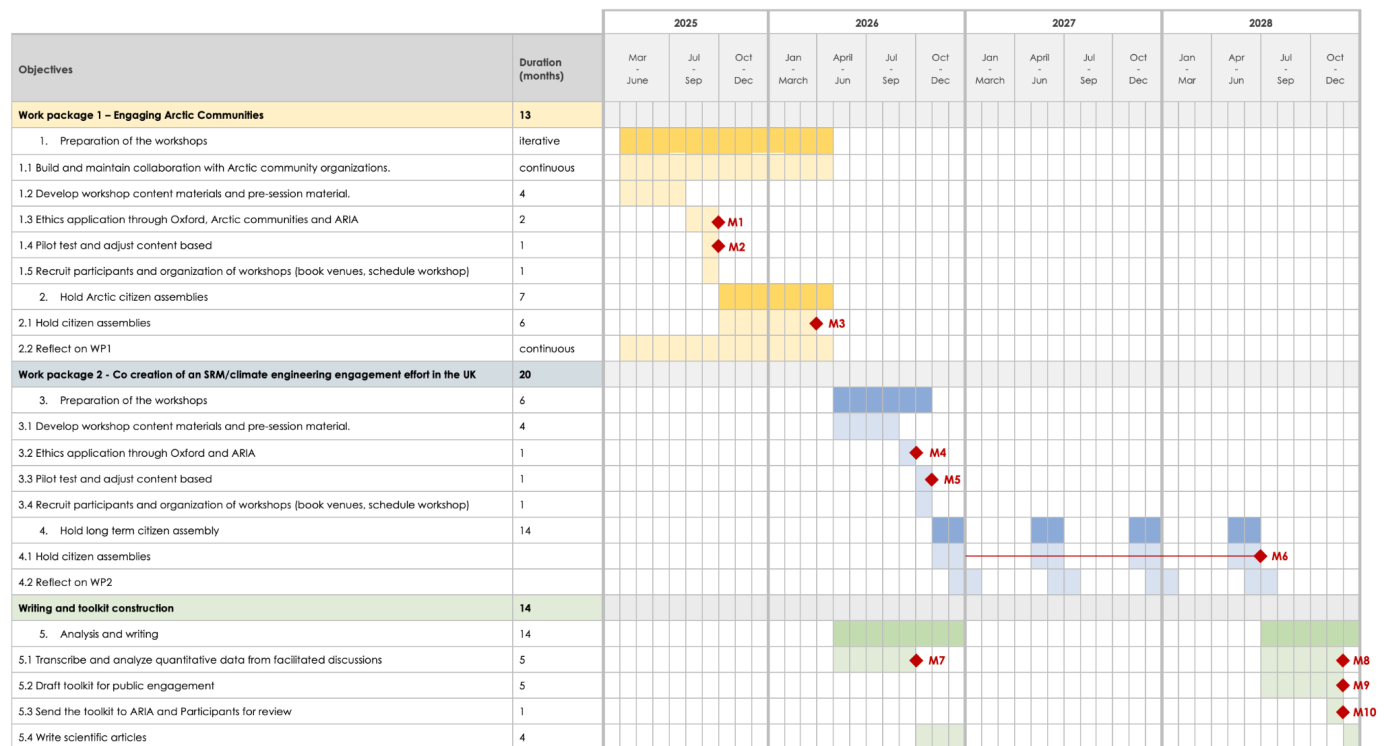 2025 2026 2027 2028
Objectives Duration (months) Mar - June Jul - Sep Oct - Dec Jan - March April - Jun Jul - Sep Oct - Dec Jan - March April - Jun Jul - Sep Oct - Dec Jan - Mar Apr - Jun Jul - Sep Oct - Dec
Work package 1 – Engaging Arctic Communities 13
1. Preparation of the workshops iterative
1.1 Build and maintain collaboration with Arctic community organizations. continuous
1.2 Develop workshop content materials and pre-session material. 4
1.3 Ethics application through Oxford, Arctic communities and ARIA 2 M1
1.4 Pilot test and adjust content based 1 M2
1.5 Recruit participants and organization of workshops (book venues, schedule workshop) 1
2. Hold Arctic citizen assemblies 7
2.1 Hold citizen assemblies 6 M3
2.2 Reflect on WP1 continuous
Work package 2 - Co creation of an SRM/climate engineering engagement effort in the UK 20
3. Preparation of the workshops 6
3.1 Develop workshop content materials and pre-session material. 4
3.2 Ethics application through Oxford and ARIA 1 M4
3.3 Pilot test and adjust content based 1 M5
3.4 Recruit participants and organization of workshops (book venues, schedule workshop) 1
4. Hold long term citizen assembly 14
4.1 Hold citizen assemblies M6
4.2 Reflect on WP2
Writing and toolkit construction 14
5. Analysis and writing 14
5.1 Transcribe and analyze quantitative data from facilitated discussions 5 M7 M8
5.2 Draft toolkit for public engagement 5 M9
5.3 Send the toolkit to ARIA and Participants for review 1 M10
5.4 Write scientific articles 4